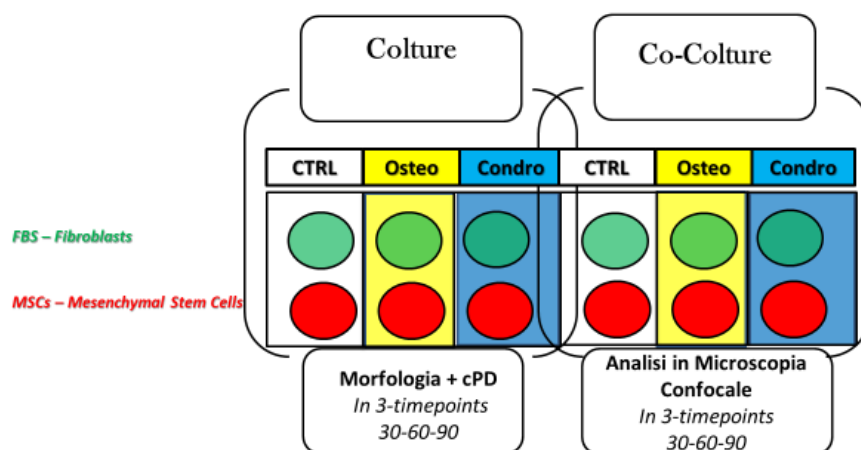 Colture
Co-Colture
CTRL Osteo Condro CTRL Osteo Condro
FBS – Fibroblasts
MSCs – Mesenchymal Stem Cells
Morfologia + cPD
In 3-timepoints
30-60-90
Analisi in Microscopia
Confocale
In 3-timepoints
30-60-90